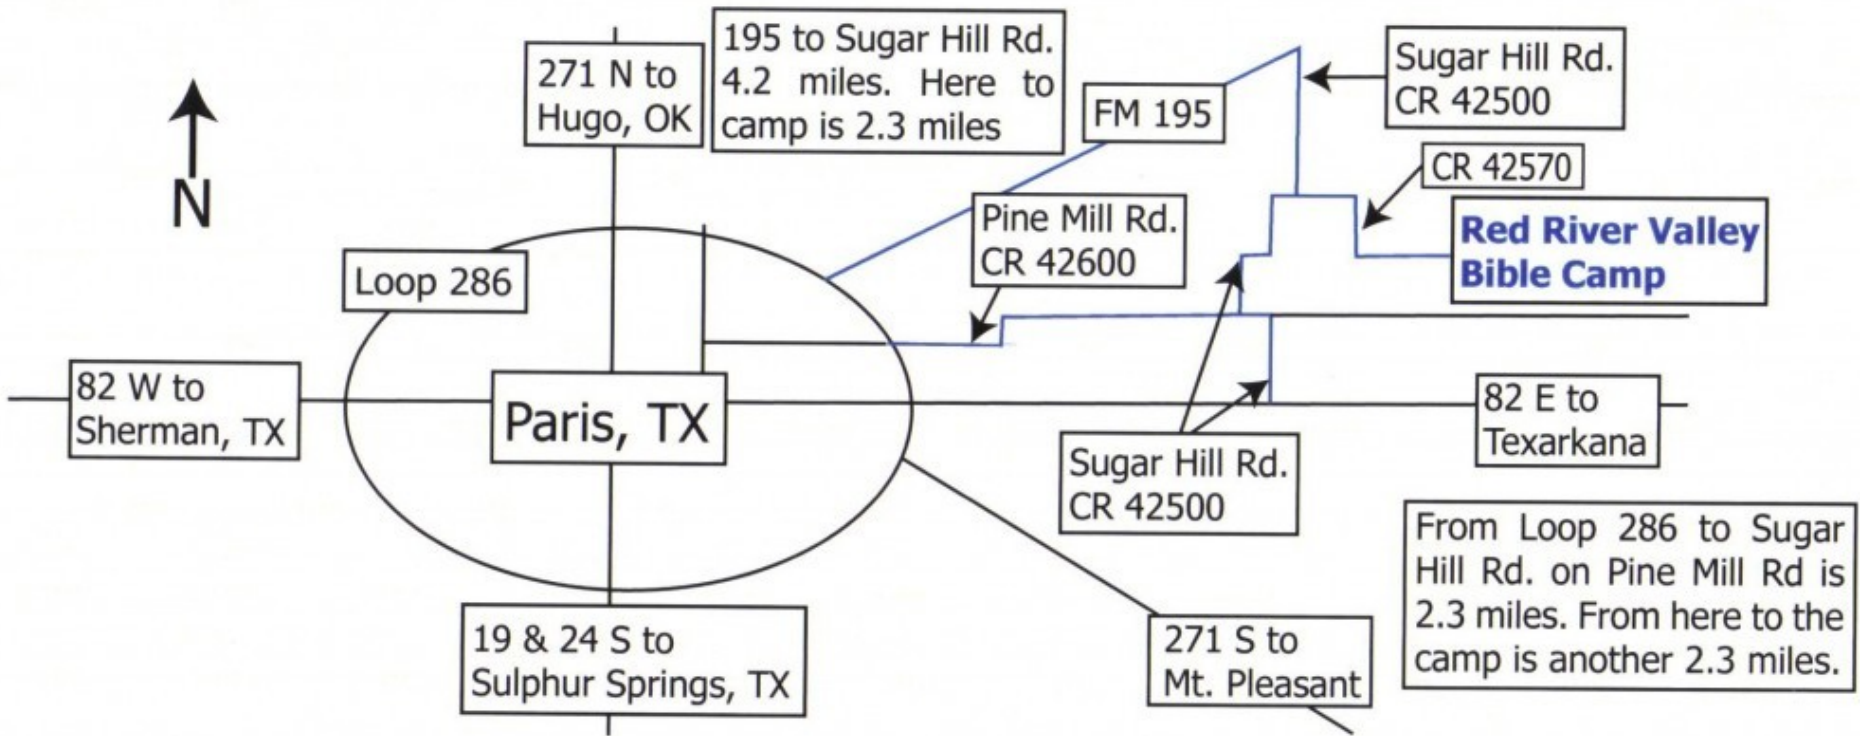 271 N to
Hugo, OK
195 to Sugar Hill Rd.
4.2 miles. Here to
camp is 2.3 miles
Sugar Hill Rd.
CR 42500
FM 195
CR 42570
N
Pine Mill Rd.
CR 42600
Red River Valley
Bible Camp
Loop 286
82 W to
Sherman, TX
Paris, TX
82 E to
Texarkana
Sugar Hill Rd.
CR 42500
From Loop 286 to Sugar
Hill Rd. on Pine Mill Rd is
2.3 miles. From here to the
camp is another 2.3 miles.
19 & 24 S to
Sulphur Springs, TX
271 S to
Mt. Pleasant